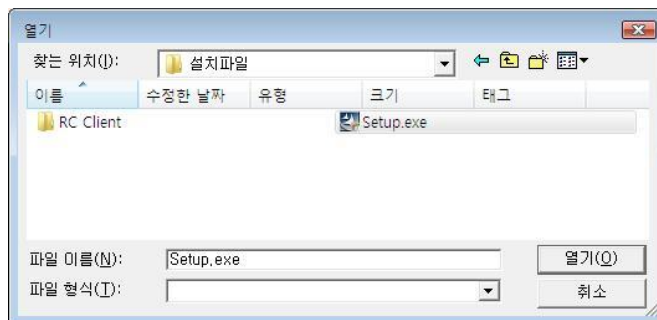 열기
찾는 위치(I):
설치파일
이름 수정한 날짜 유형 크기 태그
RC Client Setup.exe
파일 이름(N): Setup.exe 열기(O)
파일 형식(T): 취소